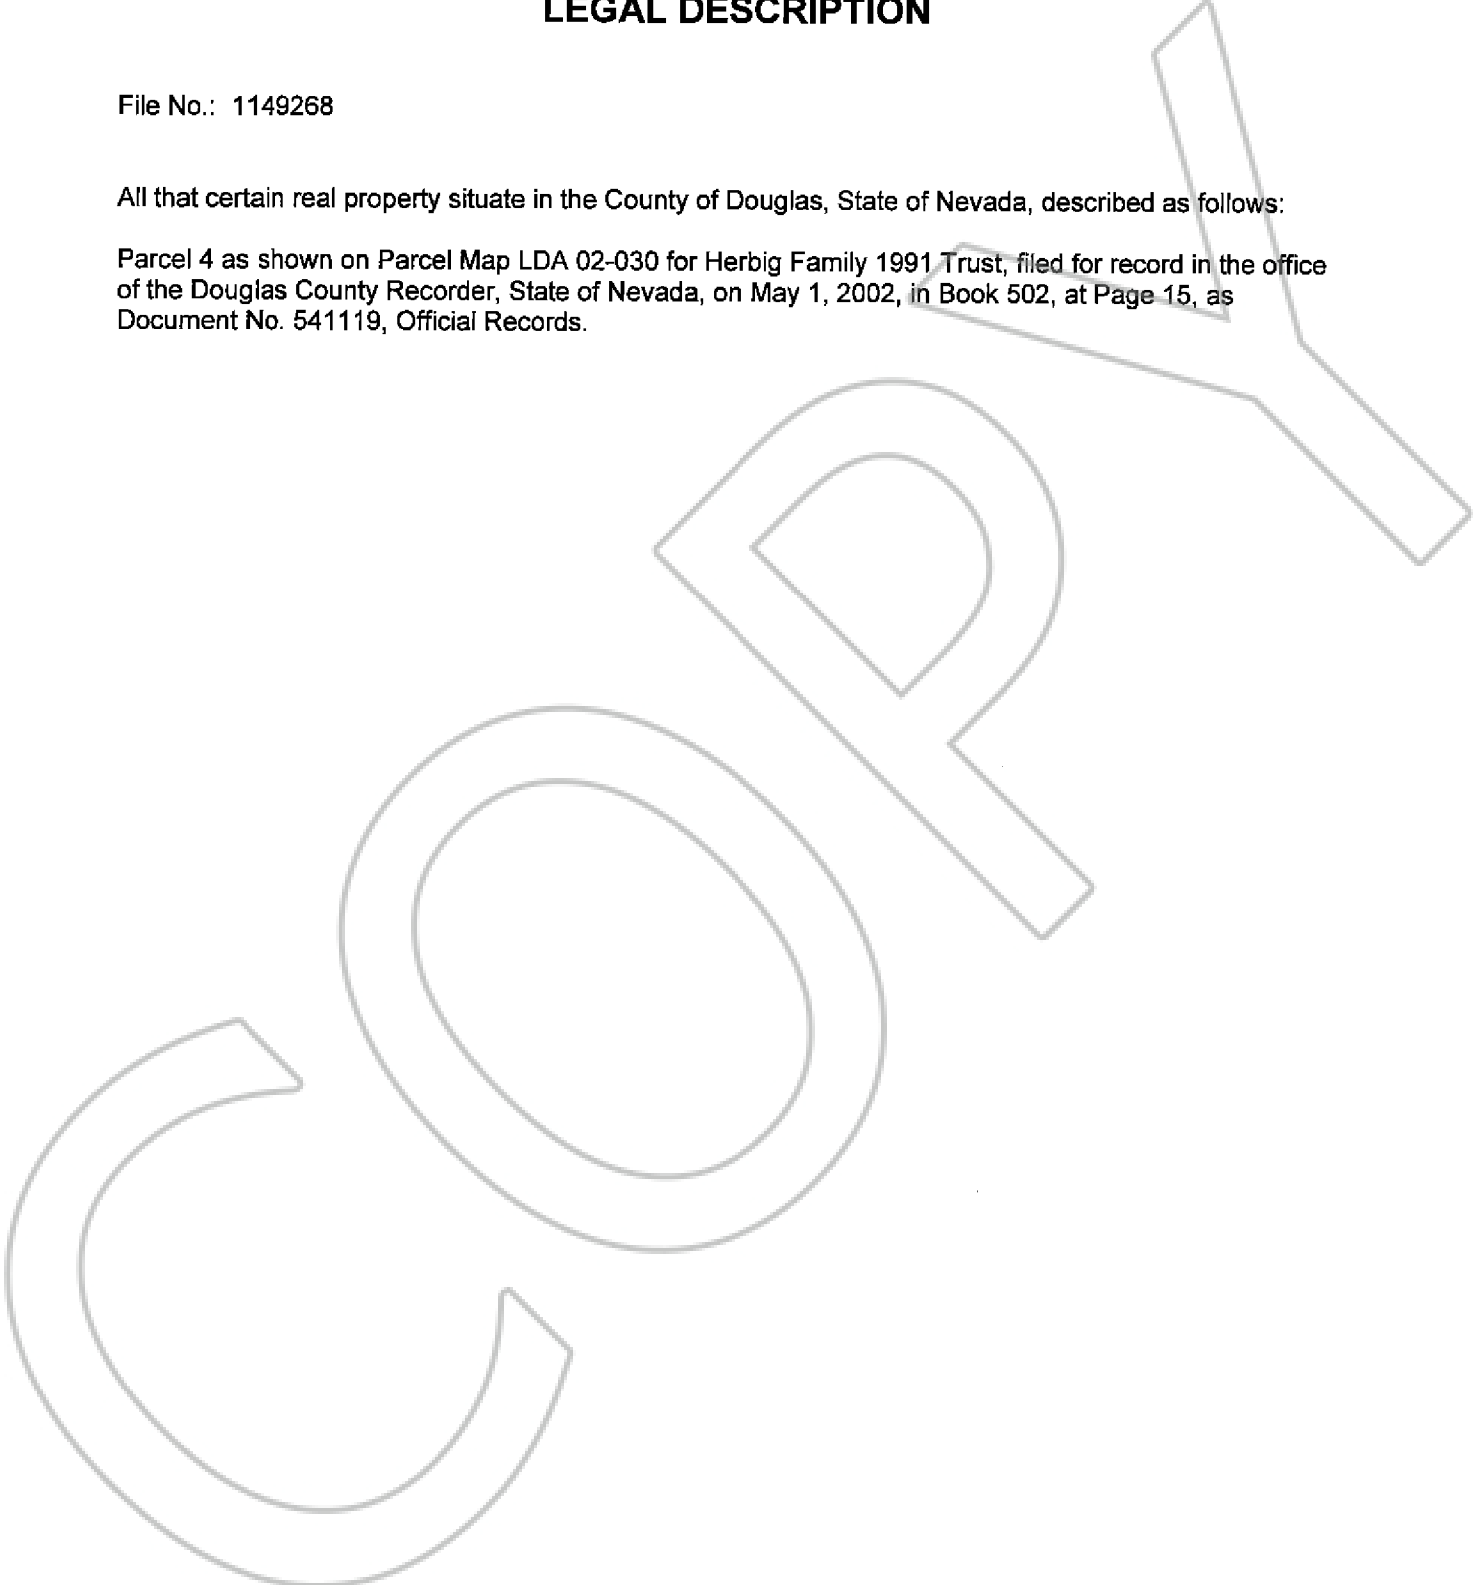 LEGAL DESCRIPTION
File No.: 1149268
All that certain real property situate in the County of Douglas, State of Nevada, described as follows:
Parcel 4 as shown on Parcel Map LDA 02-030 for Herbig Family 1991 Trust, filed for record in the office
of the Douglas County Recorder, State of Nevada, on May 1, 2002, in Book 502, at Page 15, as
Document No. 541119, Official Records.
COPY